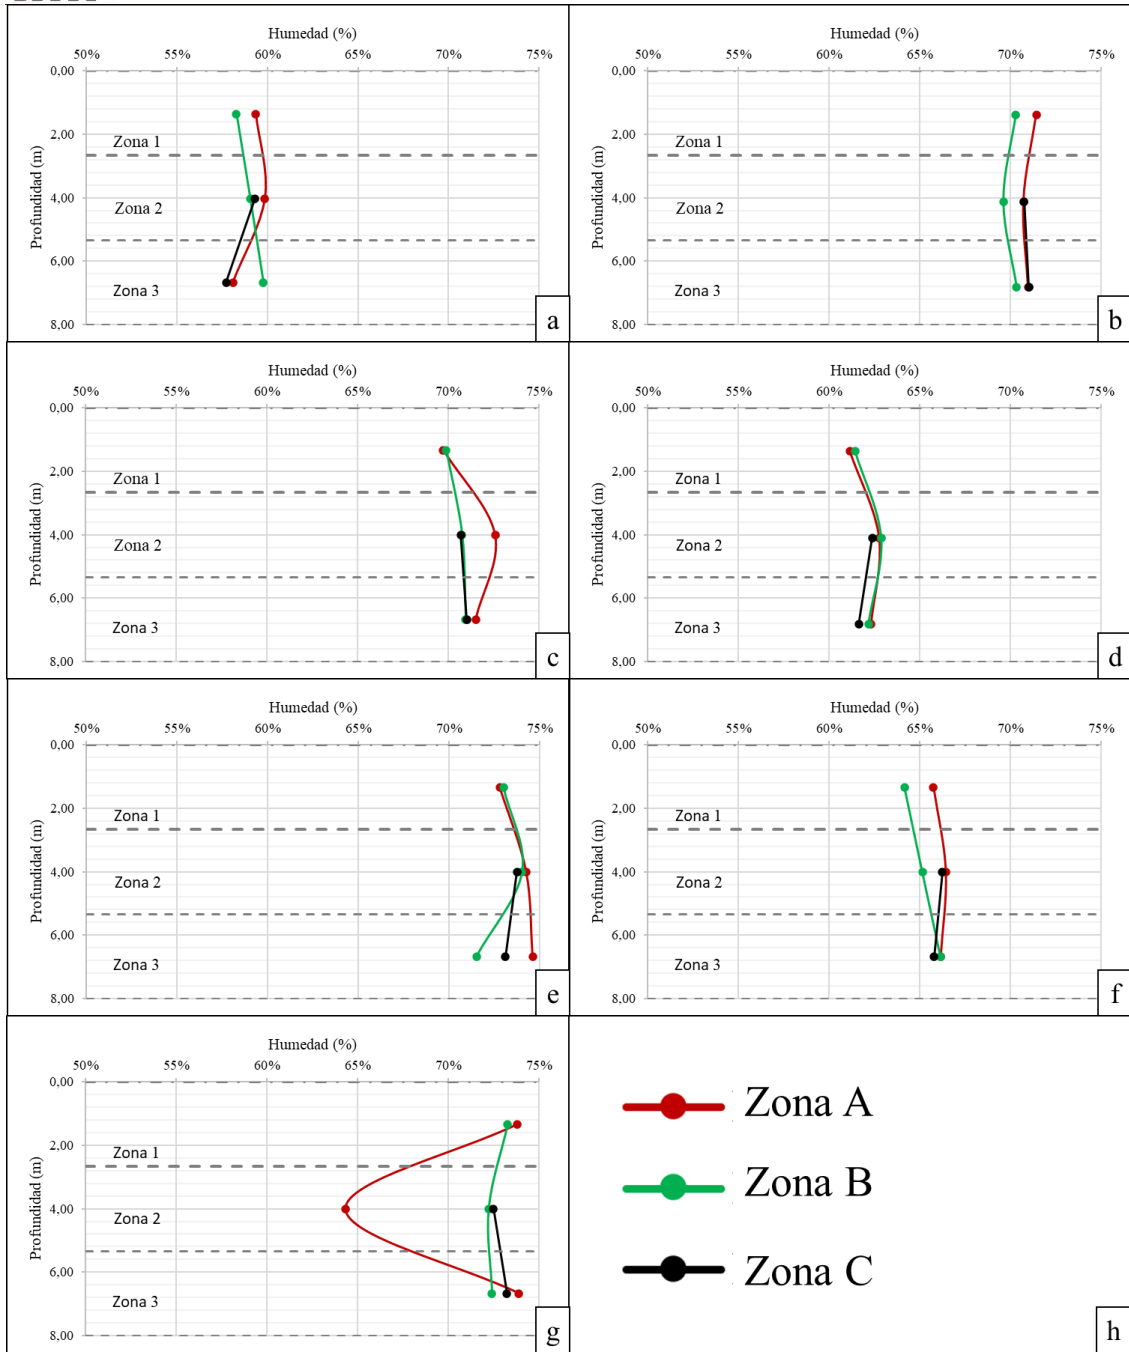 Humedad (%)
50% 55% 60% 65% 70% 75%
0,00
2,00
4,00
6,00
8,00
Profundidad (m)
Zona 1
Zona 2
Zona 3
a
Humedad (%)
50% 55% 60% 65% 70% 75%
0,00
2,00
4,00
6,00
8,00
Profundidad (m)
Zona 1
Zona 2
Zona 3
b
Humedad (%)
50% 55% 60% 65% 70% 75%
0,00
2,00
4,00
6,00
8,00
Profundidad (m)
Zona 1
Zona 2
Zona 3
c
Humedad (%)
50% 55% 60% 65% 70% 75%
0,00
2,00
4,00
6,00
8,00
Profundidad (m)
Zona 1
Zona 2
Zona 3
d
Humedad (%)
50% 55% 60% 65% 70% 75%
0,00
2,00
4,00
6,00
8,00
Profundidad (m)
Zona 1
Zona 2
Zona 3
e
Humedad (%)
50% 55% 60% 65% 70% 75%
0,00
2,00
4,00
6,00
8,00
Profundidad (m)
Zona 1
Zona 2
Zona 3
f
Humedad (%)
50% 55% 60% 65% 70% 75%
0,00
2,00
4,00
6,00
8,00
Profundidad (m)
Zona 1
Zona 2
Zona 3
g
Zona A
Zona B
Zona C
h